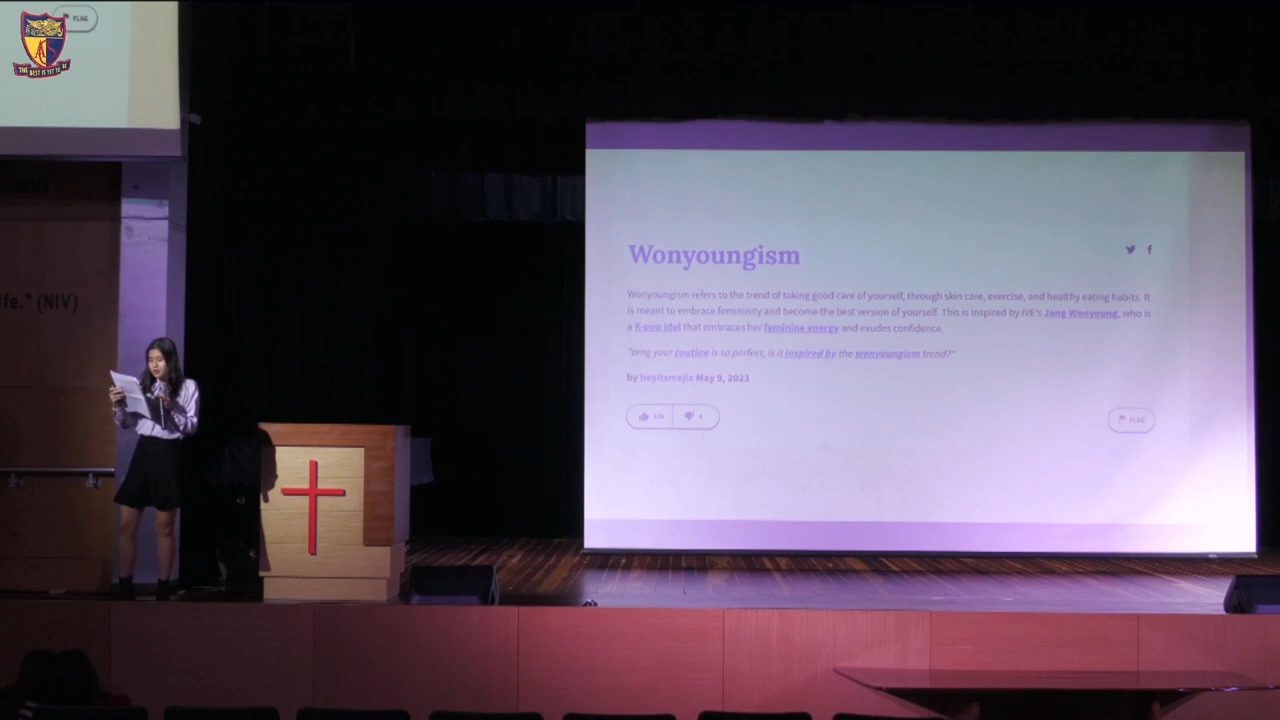 FLAG
ACS
THE BEST IS YET TO BE
ife." (NIV)
Wonyoungism
Wonyoungism refers to the trend of taking good care of yourself, through skin care, exercise, and healthy eating habits. It
is meant to embrace femininity and become the best version of yourself. This is inspired by IVE's Jang Wonyoung, who is
a K-pop idol that embraces her feminine energy and exudes confidence.
"omg your routine is so perfect, is it inspired by the wonyoungism trend?"
by heyitsmejia May 9, 2023
FLAG